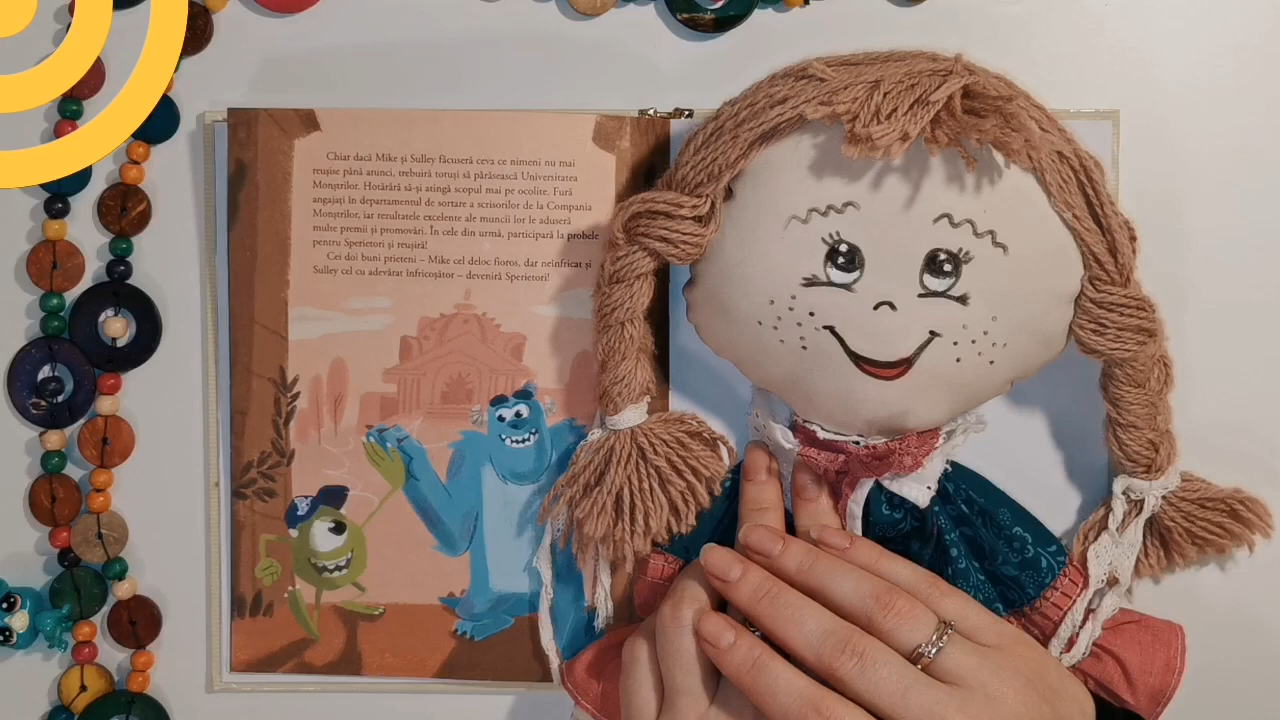 Chiar dacă Mike și Sulley făcuseră ceva ce nimeni nu mai
reușise până atunci, trebuiră totuși să părăsească Universitatea
Monștrilor. Hotărâră să-și atingă scopul mai pe ocolite. Fură
angajați în departamentul de sortare a scrisorilor de la Compania
Monștrilor, iar rezultatele excelente ale muncii lor le aduseră
multe premii și promovări. În cele din urmă, participară la probele
pentru Sperietori și reușiră!
Cei doi buni prieteni – Mike cel deloc fioros, dar neînfricat și
Sulley cel cu adevărat înfricoșător – deveniră Sperietori!